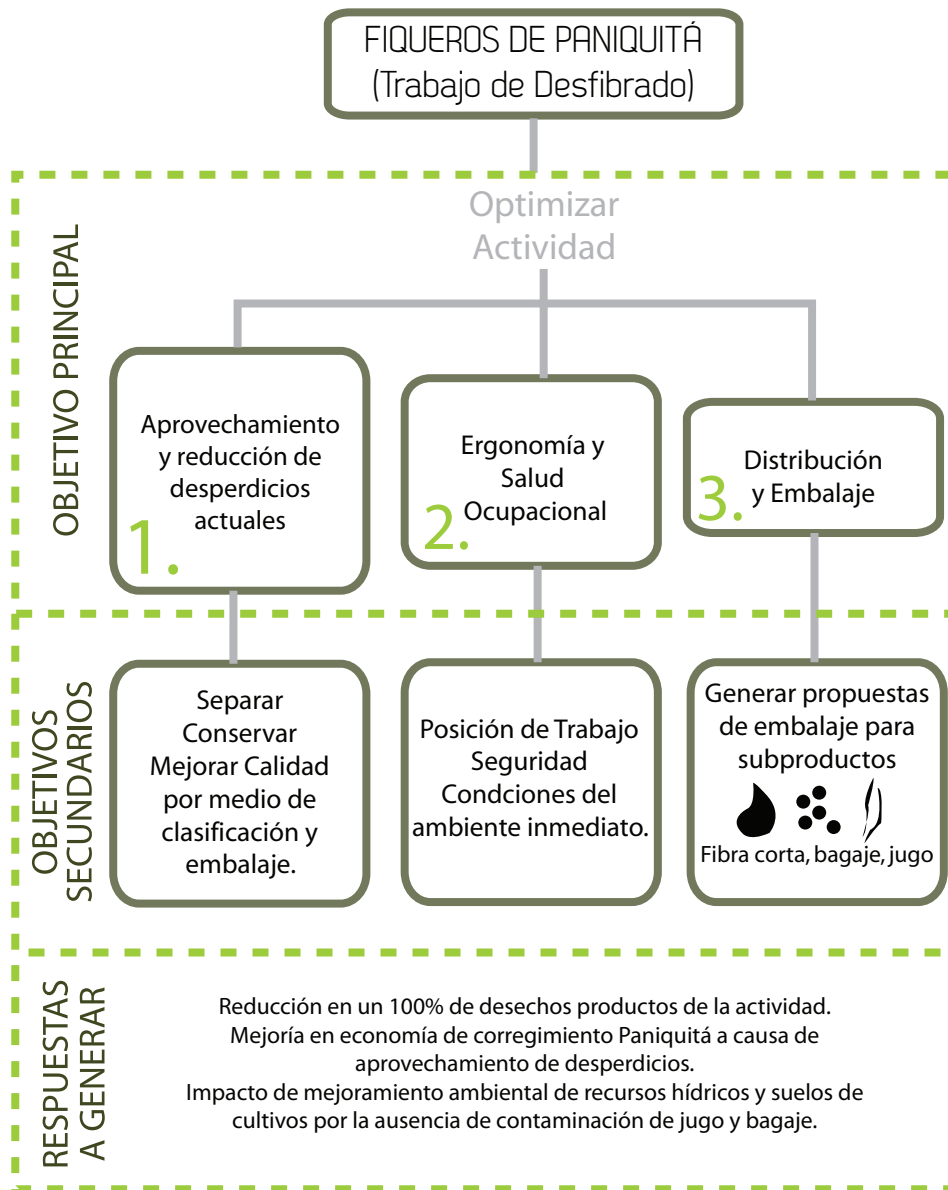 FIQUEROS DE PANIQUITÁ
(Trabajo de Desfibrado)
OBJETIVO PRINCIPAL
Optimizar
Actividad
Aprovechamiento
y reducción de
desperdicios
actuales
1.
Ergonomía y
Salud
Ocupacional
2.
Distribución
y Embalaje
3.
OBJETIVOS
SECUNDARIOS
Separar
Conservar
Mejorar Calidad
por medio de
clasificación y
embalaje.
Posición de Trabajo
Seguridad
Condciones del
ambiente inmediato.
Generar propuestas
de embalaje para
subproductos
Fibra corta, bagaje, jugo
RESPUESTAS
A GENERAR
Reducción en un 100% de desechos productos de la actividad.
Mejoría en economía de corregimiento Paniquitá a causa de
aprovechamiento de desperdicios.
Impacto de mejoramiento ambiental de recursos hídricos y suelos de
cultivos por la ausencia de contaminación de jugo y bagaje.